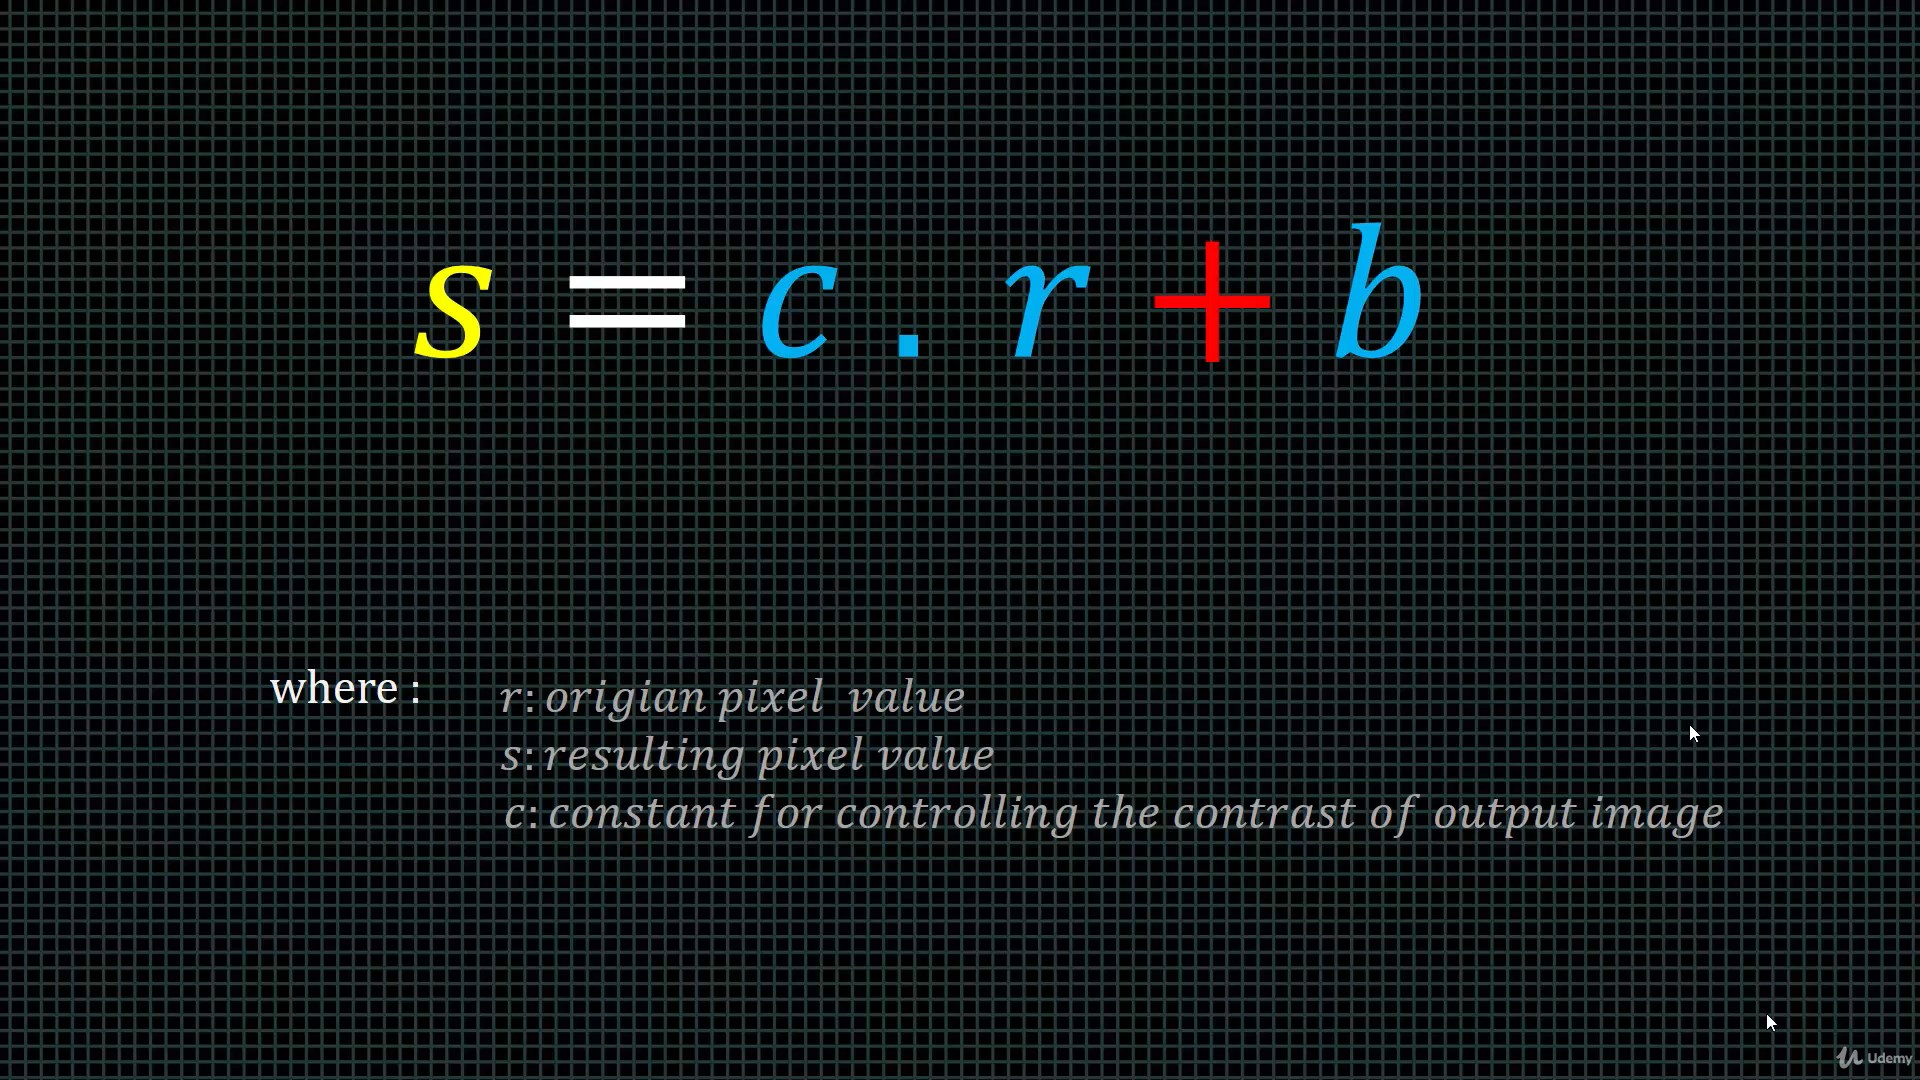 s = c . r + b
where :
r: origian pixel value
s: resulting pixel value
c: constant for controlling the contrast of output image
Udemy